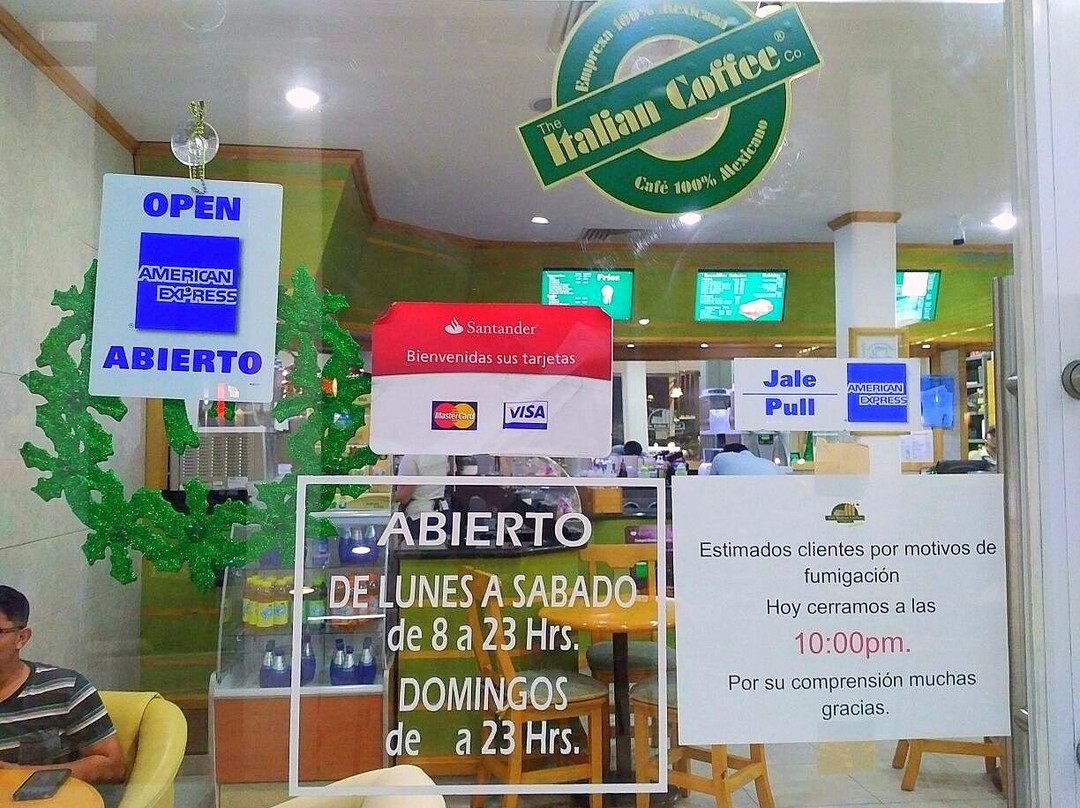 Empresa 100% Mexicana
The Italian Coffee® Co.
Café 100% Mexicano
OPEN
AMERICAN
EXPRESS
ABIERTO
Santander
Bienvenidas sus tarjetas
MasterCard
VISA
Fries
Jale
Pull
AMERICAN
EXPRESS
ABIERTO
DE LUNES A SABADO
de 8 a 23 Hrs.
DOMINGOS
de a 23 Hrs.
Estimados clientes por motivos de
fumigación
Hoy cerramos a las
10:00pm.
Por su comprensión muchas
gracias.